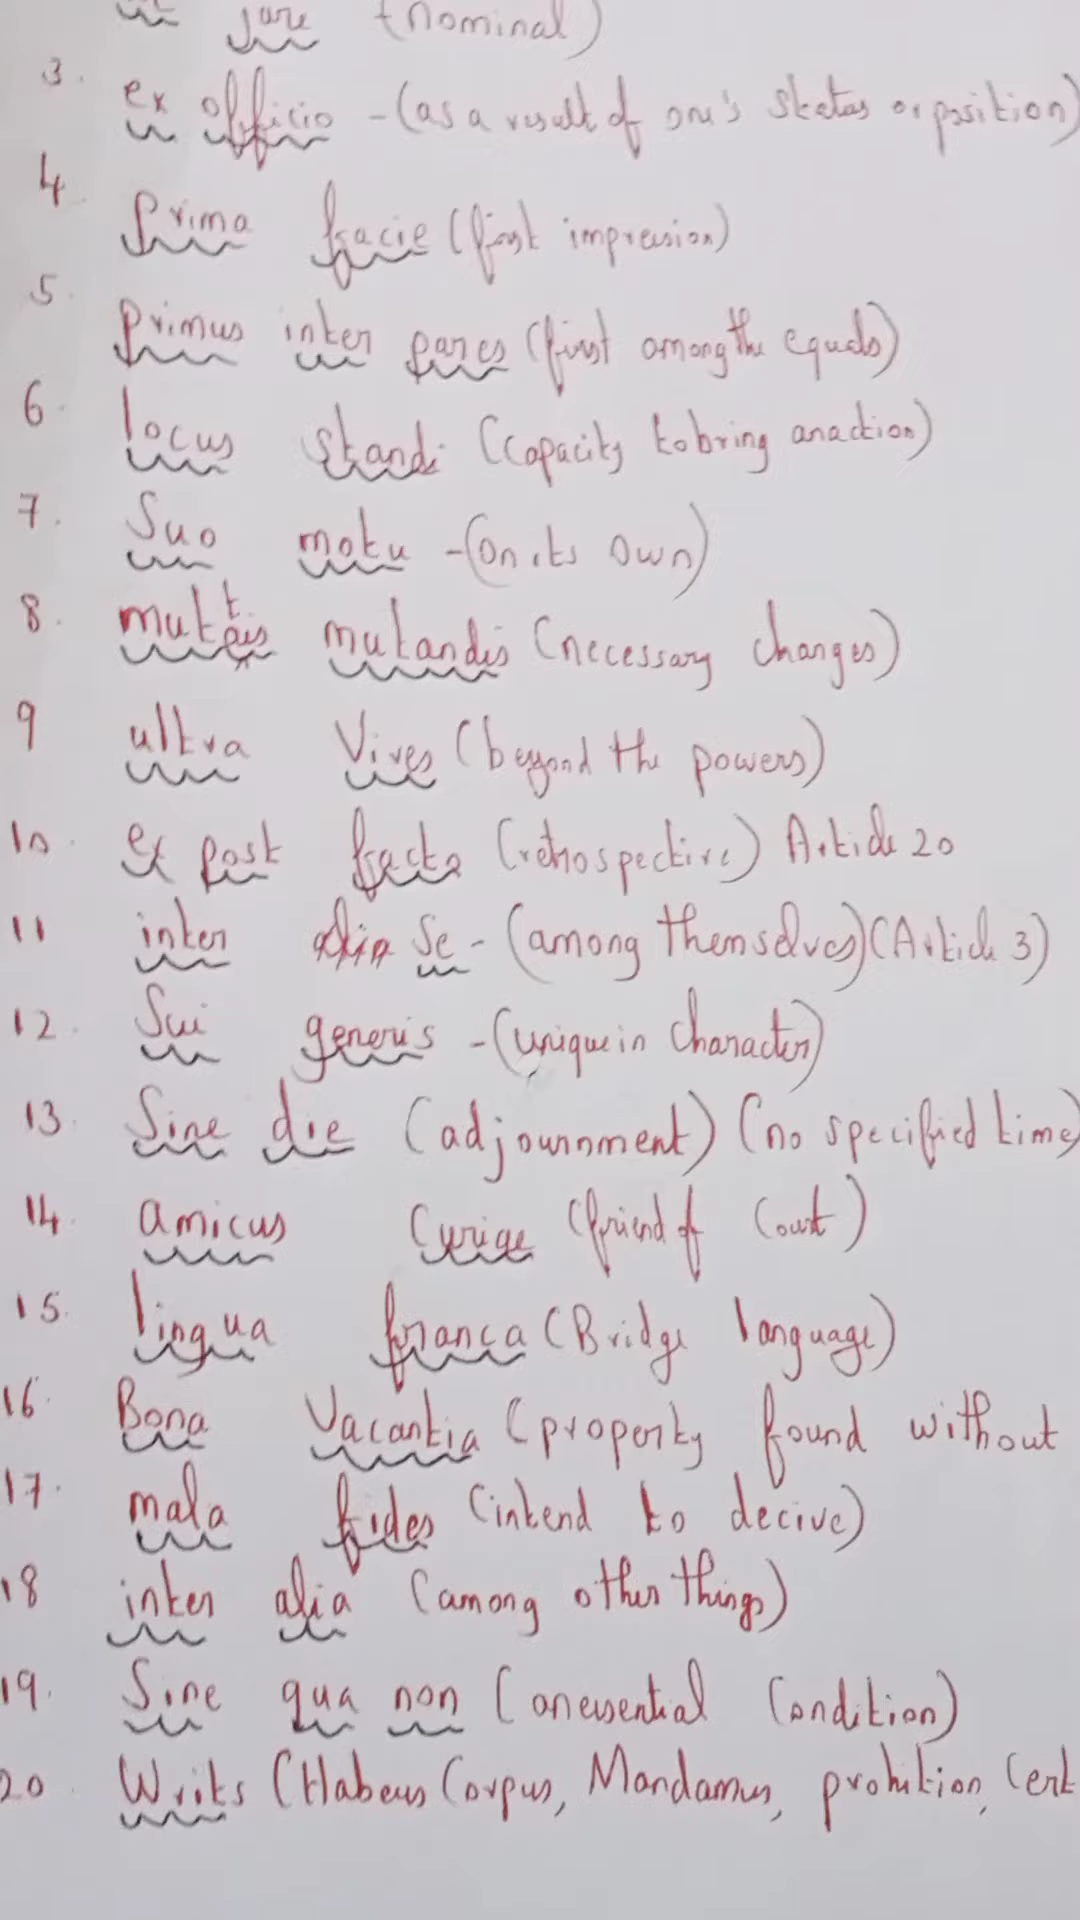 jure (nominal)
3. ex officio - (as a result of one's status or position)
4. Prima facie (first impression)
5. Primus inter pares (first among the equals)
6. locus standi (capacity to bring an action)
7. Suo motu - (on its own)
8. mutatis mutandis (necessary changes)
9 ultra Vires (beyond the powers)
10. ex post facto (retrospective) Article 20
11 inter alia Se - (among themselves) (Article 3)
12. Sui generis - (unique in character)
13. Sine die (adjournment) (no specified time)
14. amicus Curiae (friend of Court)
15. lingua franca (Bridge language)
16. Bona Vacantia (property found without
17. mala fides (intend to decive)
18 inter alia (among other things)
19. Sine qua non (an essential Condition)
20. Writs (Habeus Corpus, Mandamus, prohibition, Cert